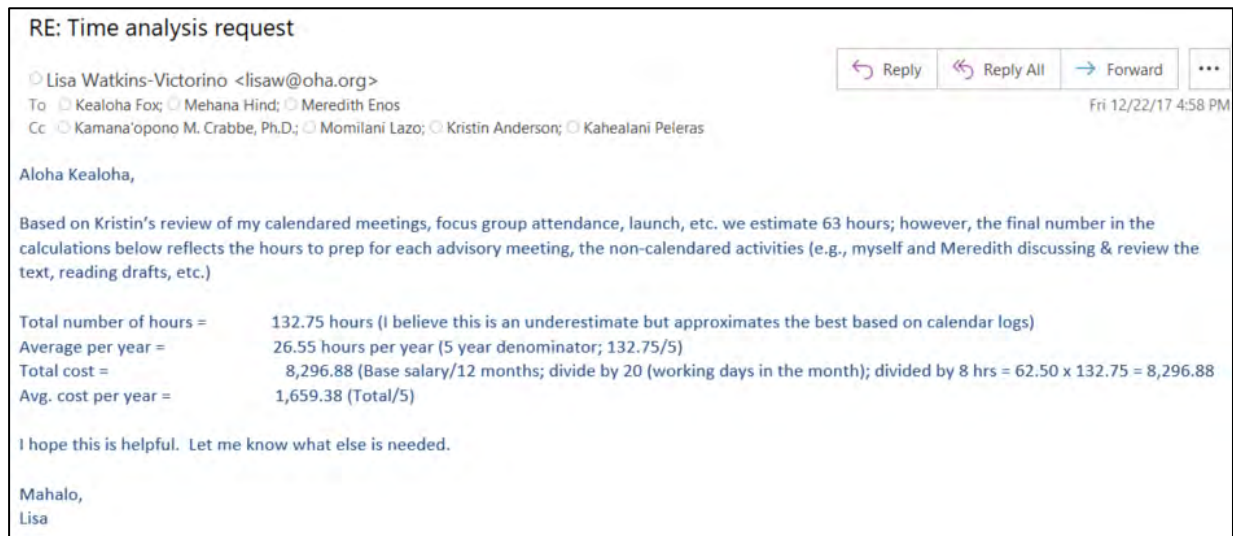 RE: Time analysis request
Lisa Watkins-Victorino <lisaw@oha.org>
Reply Reply All Forward ...
To Kealoha Fox; Mehana Hind; Meredith Enos
Fri 12/22/17 4:58 PM
Cc Kamana'opono M. Crabbe, Ph.D.; Momilani Lazo; Kristin Anderson; Kahealani Peleras
Aloha Kealoha,
Based on Kristin's review of my calendared meetings, focus group attendance, launch, etc. we estimate 63 hours; however, the final number in the
calculations below reflects the hours to prep for each advisory meeting, the non-calendared activities (e.g., myself and Meredith discussing & review the
text, reading drafts, etc.)
Total number of hours = 132.75 hours (I believe this is an underestimate but approximates the best based on calendar logs)
Average per year = 26.55 hours per year (5 year denominator; 132.75/5)
Total cost = 8,296.88 (Base salary/12 months; divide by 20 (working days in the month); divided by 8 hrs = 62.50 x 132.75 = 8,296.88
Avg. cost per year = 1,659.38 (Total/5)
I hope this is helpful. Let me know what else is needed.
Mahalo,
Lisa